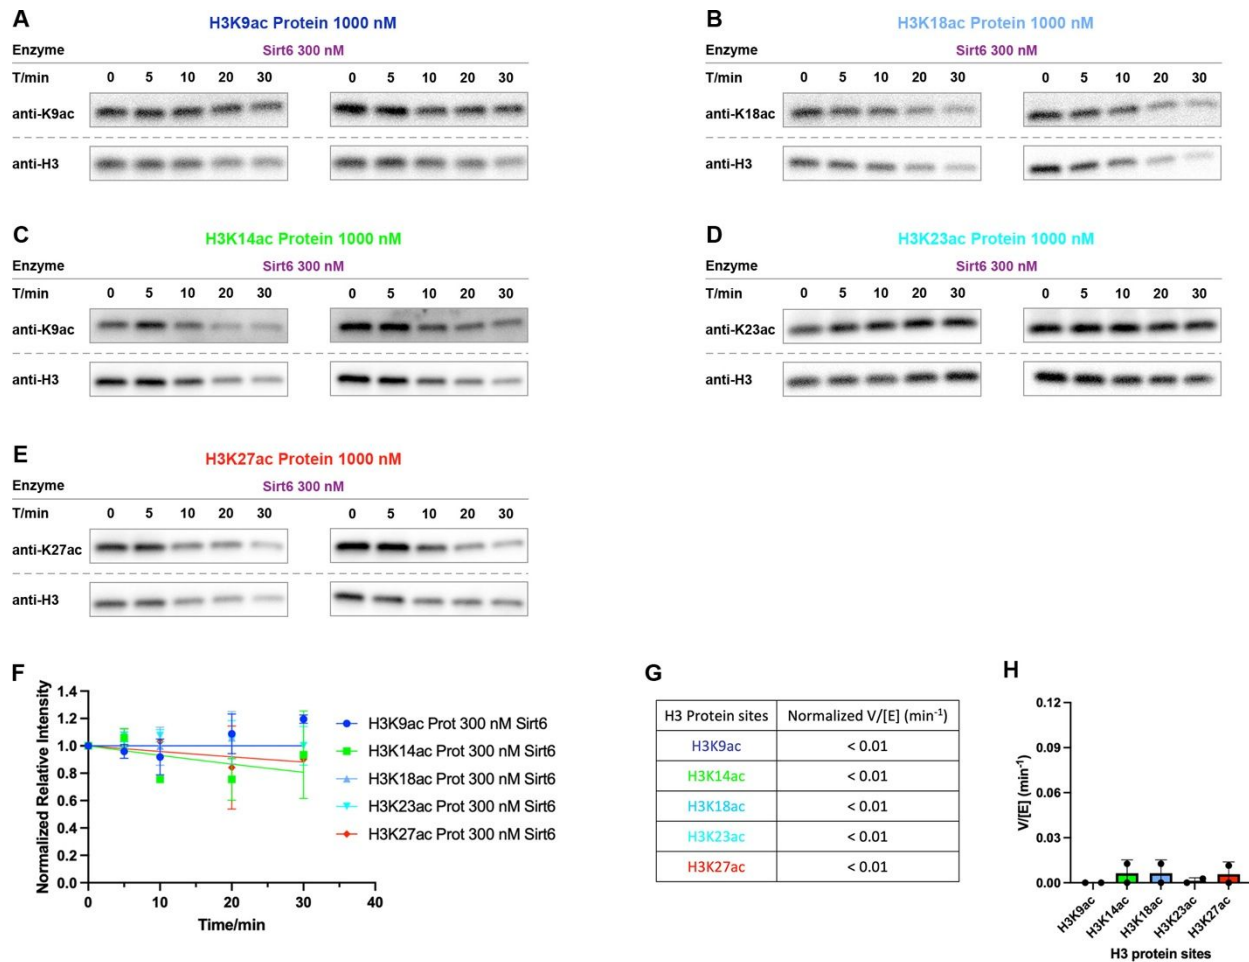 A
H3K9ac Protein 1000 nM
Enzyme Sirt6 300 nM
T/min 0 5 10 20 30 0 5 10 20 30
anti-K9ac
anti-H3
B
H3K18ac Protein 1000 nM
Enzyme Sirt6 300 nM
T/min 0 5 10 20 30 0 5 10 20 30
anti-K18ac
anti-H3
C
H3K14ac Protein 1000 nM
Enzyme Sirt6 300 nM
T/min 0 5 10 20 30 0 5 10 20 30
anti-K9ac
anti-H3
D
H3K23ac Protein 1000 nM
Enzyme Sirt6 300 nM
T/min 0 5 10 20 30 0 5 10 20 30
anti-K23ac
anti-H3
E
H3K27ac Protein 1000 nM
Enzyme Sirt6 300 nM
T/min 0 5 10 20 30 0 5 10 20 30
anti-K27ac
anti-H3
F
Normalized Relative Intensity
1.4
1.2
1.0
0.8
0.6
0.4
0.2
0.0
0 10 20 30 40
Time/min
H3K9ac Prot 300 nM Sirt6
H3K14ac Prot 300 nM Sirt6
H3K18ac Prot 300 nM Sirt6
H3K23ac Prot 300 nM Sirt6
H3K27ac Prot 300 nM Sirt6
G
H3 Protein sites Normalized V/[E] (min⁻¹)
H3K9ac < 0.01
H3K14ac < 0.01
H3K18ac < 0.01
H3K23ac < 0.01
H3K27ac < 0.01
H
V/[E] (min⁻¹)
0.12
0.09
0.06
0.03
0.00
H3K9ac H3K14ac H3K18ac H3K23ac H3K27ac
H3 protein sites